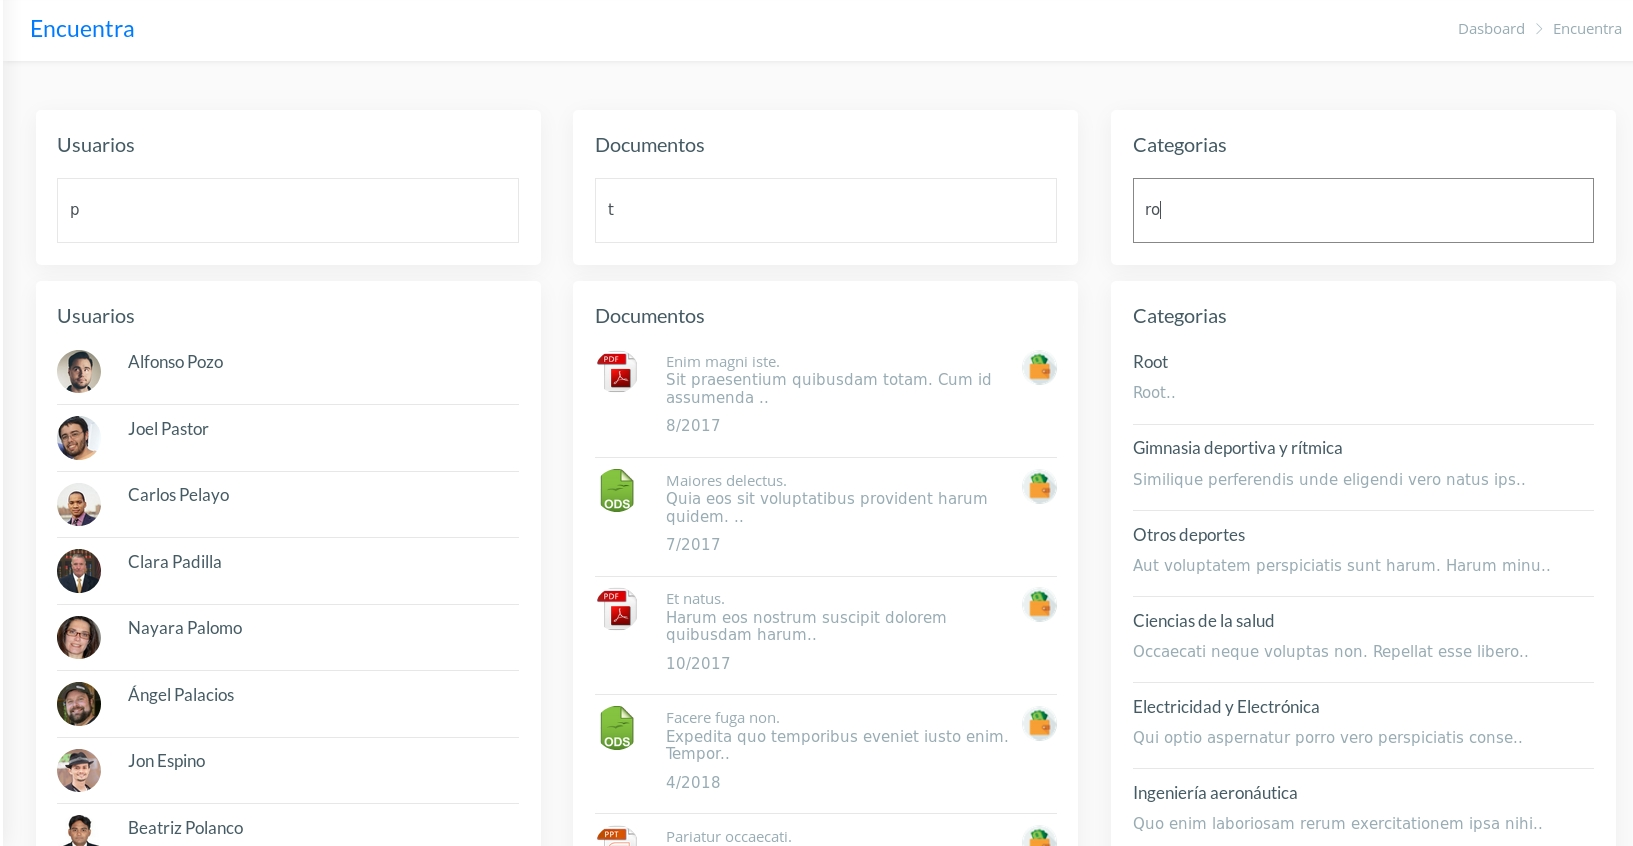 Encuentra
Dasboard
Encuentra
Usuarios
p
Documentos
t
Categorias
ro
Usuarios
Alfonso Pozo
Joel Pastor
Carlos Pelayo
Clara Padilla
Nayara Palomo
Ángel Palacios
Jon Espino
Beatriz Polanco
Documentos
PDF
Enim magni iste.
Sit praesentium quibusdam totam. Cum id
assumenda ..
8/2017
ODS
Maiores delectus.
Quia eos sit voluptatibus provident harum
quidem. ..
7/2017
PDF
Et natus.
Harum eos nostrum suscipit dolorem
quibusdam harum..
10/2017
ODS
Facere fuga non.
Expedita quo temporibus eveniet iusto enim.
Tempor..
4/2018
PPT
Pariatur occaecati.
Categorias
Root
Root..
Gimnasia deportiva y rítmica
Similique perferendis unde eligendi vero natus ips..
Otros deportes
Aut voluptatem perspiciatis sunt harum. Harum minu..
Ciencias de la salud
Occaecati neque voluptas non. Repellat esse libero..
Electricidad y Electrónica
Qui optio aspernatur porro vero perspiciatis conse..
Ingeniería aeronáutica
Quo enim laboriosam rerum exercitationem ipsa nihi..